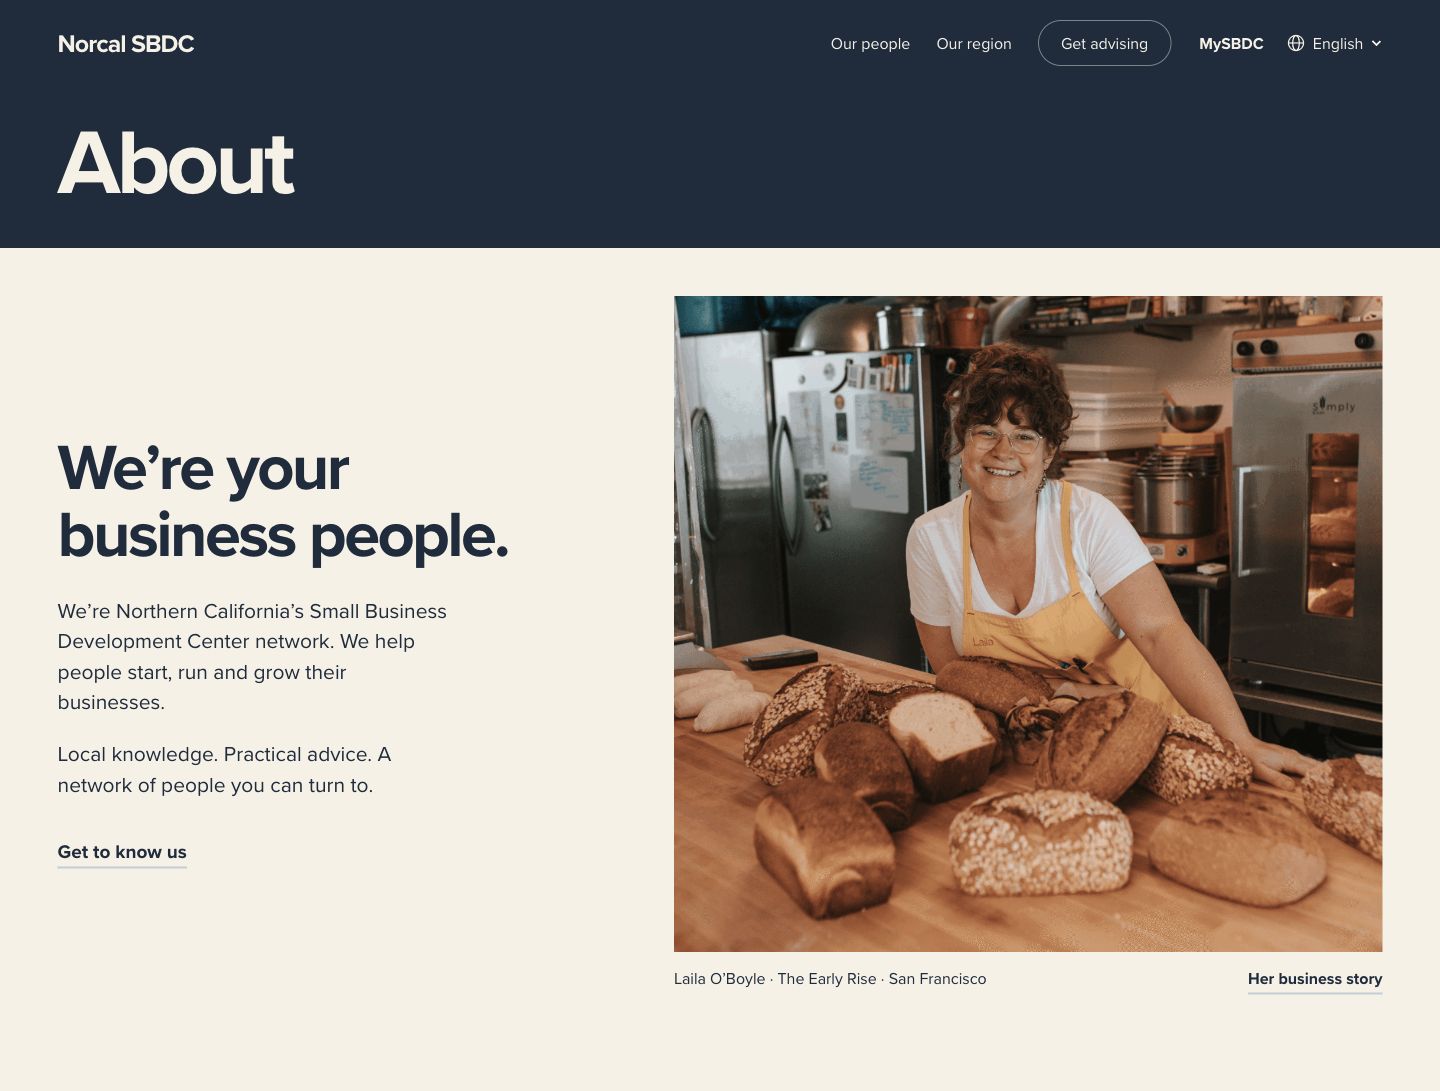 Norcal SBDC
Our people
Our region
Get advising
MySBDC
English
About
We’re your
business people.
We’re Northern California’s Small Business
Development Center network. We help
people start, run and grow their
businesses.
Local knowledge. Practical advice. A
network of people you can turn to.
Get to know us
Simply
Laila
Laila O’Boyle · The Early Rise · San Francisco
Her business story